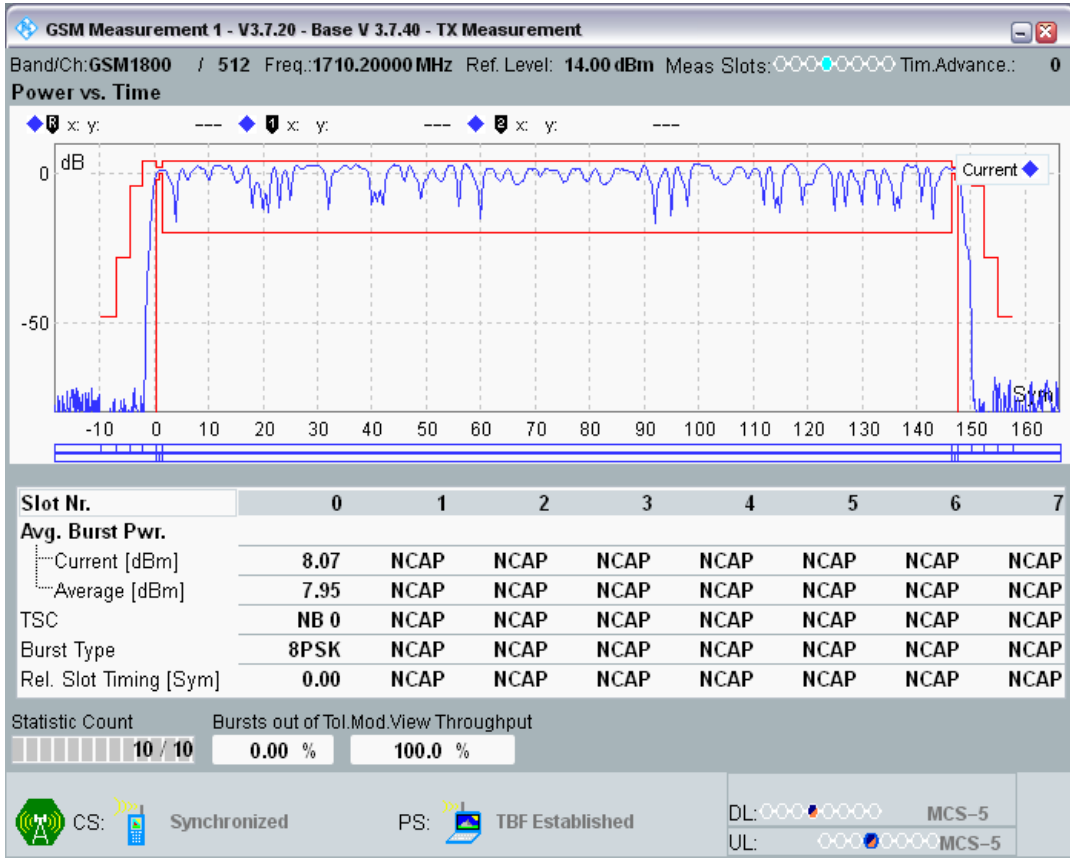 GSM Measurement 1 - V3.7.20 - Base V 3.7.40 - TX Measurement
Band/Ch:GSM1800 / 512 Freq.:1710.20000 MHz Ref. Level: 14.00 dBm Meas Slots: Tim.Advance.: 0
Power vs. Time
R x: y: --- 1 x: y: --- 2 x: y: ---
dB
Current
0
-50
Sym
-10 0 10 20 30 40 50 60 70 80 90 100 110 120 130 140 150 160
Slot Nr. 0 1 2 3 4 5 6 7
Avg. Burst Pwr.
Current [dBm] 8.07 NCAP NCAP NCAP NCAP NCAP NCAP NCAP
Average [dBm] 7.95 NCAP NCAP NCAP NCAP NCAP NCAP NCAP
TSC NB 0 NCAP NCAP NCAP NCAP NCAP NCAP NCAP
Burst Type 8PSK NCAP NCAP NCAP NCAP NCAP NCAP NCAP
Rel. Slot Timing [Sym] 0.00 NCAP NCAP NCAP NCAP NCAP NCAP NCAP
Statistic Count Bursts out of Tol.Mod.View Throughput
10 / 10 0.00 % 100.0 %
CS: Synchronized PS: TBF Established
DL: MCS-5
UL: MCS-5